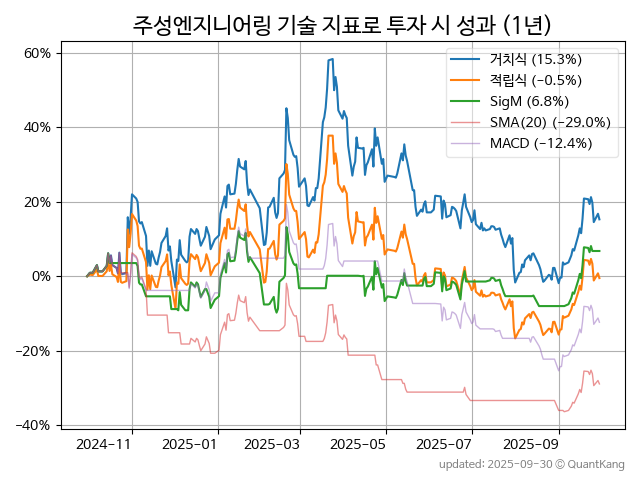 주성엔지니어링 기술 지표로 투자 시 성과 (1년)
거치식 (15.3%)
적립식 (−0.5%)
SigM (6.8%)
SMA(20) (−29.0%)
MACD (−12.4%)
60%
40%
20%
0%
−20%
−40%
2024-11
2025-01
2025-03
2025-05
2025-07
2025-09
updated: 2025-09-30 © QuantKang